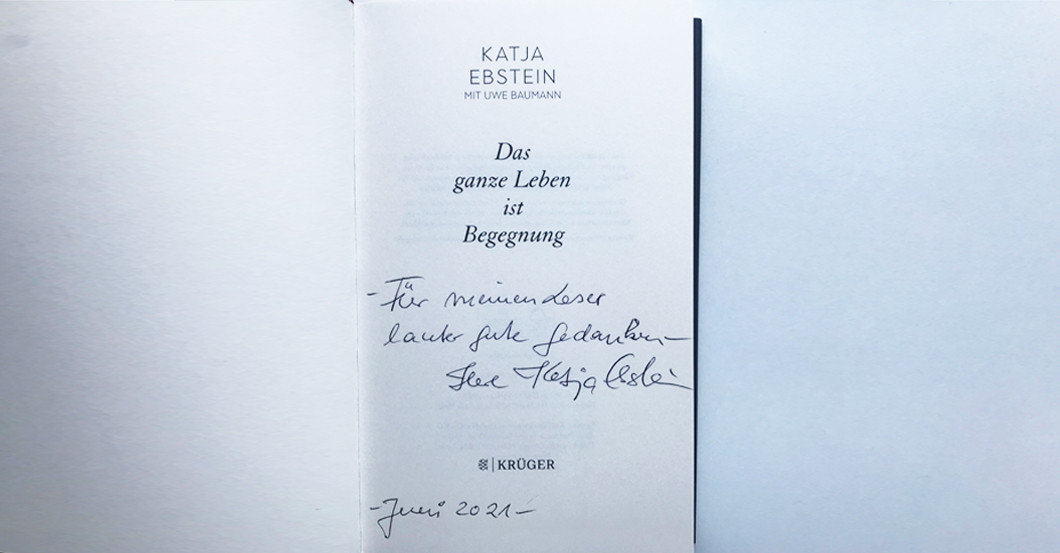 KATJA
EBSTEIN
MIT UWE BAUMANN
Das
ganze Leben
ist
Begegnung
-Für meinen Leser
lauter gute Gedanken-
Ihre Katja Ebstein
KRÜGER
-Juni 2021-